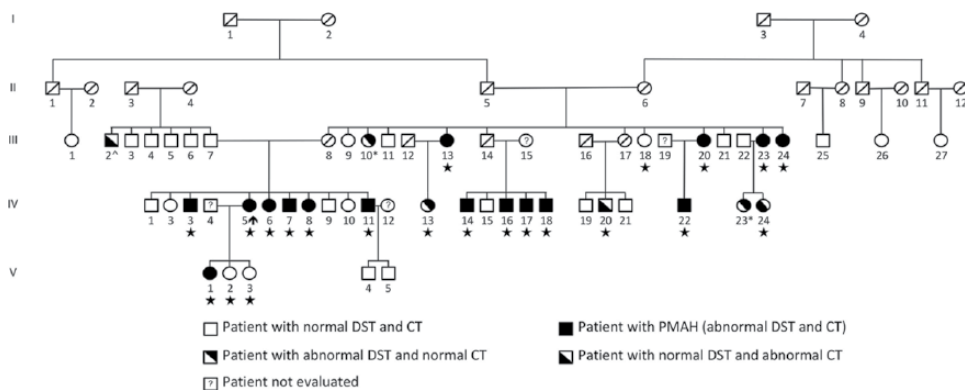 I
1 2 3 4
II
1 2 3 4 5 6 7 8 9 10 11 12
III ? ?
1 2^ 3 4 5 6 7 8 9 10* 11 12 13 14 15 16 17 18 19 20 21 22 23 24 25 26 27
IV ? ?
1 3 3 4 5 6 7 8 9 10 11 12 13 14 15 16 17 18 19 20 21 22 23* 24
V
1 2 3 4 5
Patient with normal DST and CT
Patient with PMAH (abnormal DST and CT)
Patient with abnormal DST and normal CT
Patient with normal DST and abnormal CT
? Patient not evaluated